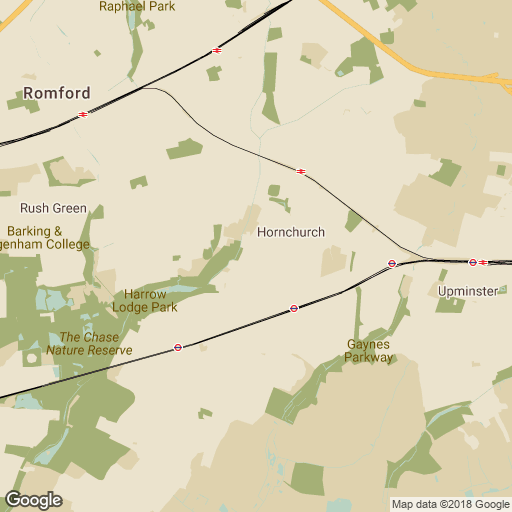 Raphael Park
Romford
Rush Green
Barking &
genham College
Hornchurch
Upminster
Harrow
Lodge Park
The Chase
Nature Reserve
Gaynes
Parkway
Google
Map data ©2018 Google